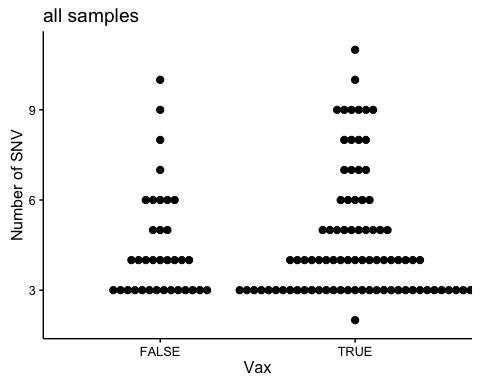 all samples
Number of SNV
9
6
3
FALSE
TRUE
Vax